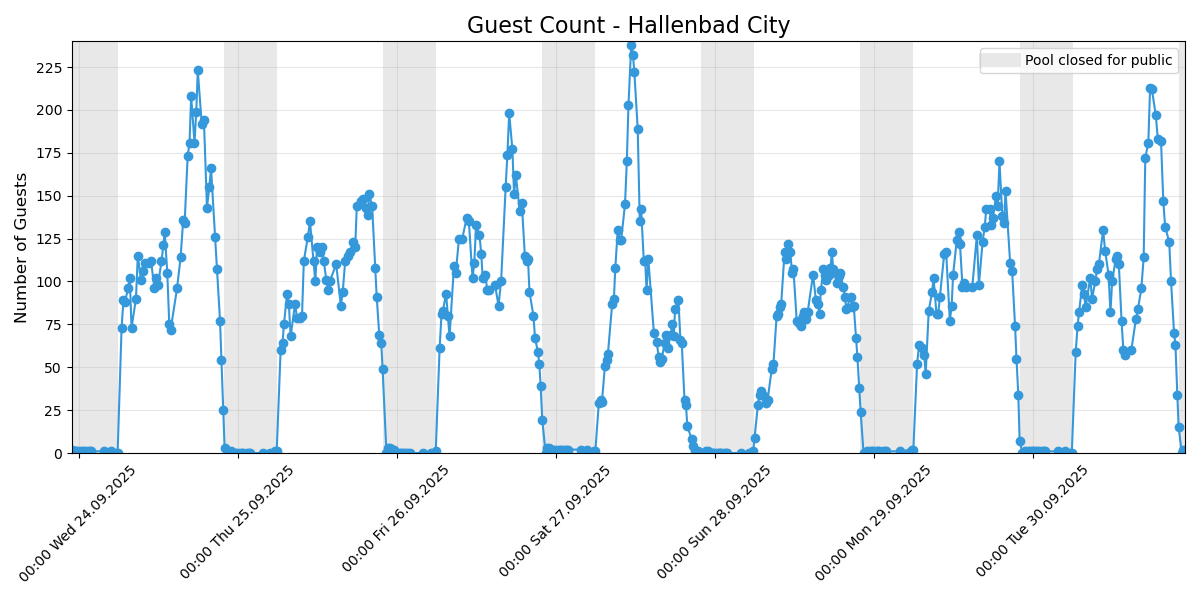 Guest Count - Hallenbad City
Pool closed for public
Number of Guests
225
200
175
150
125
100
75
50
25
0
00:00 Wed 24.09.2025
00:00 Thu 25.09.2025
00:00 Fri 26.09.2025
00:00 Sat 27.09.2025
00:00 Sun 28.09.2025
00:00 Mon 29.09.2025
00:00 Tue 30.09.2025